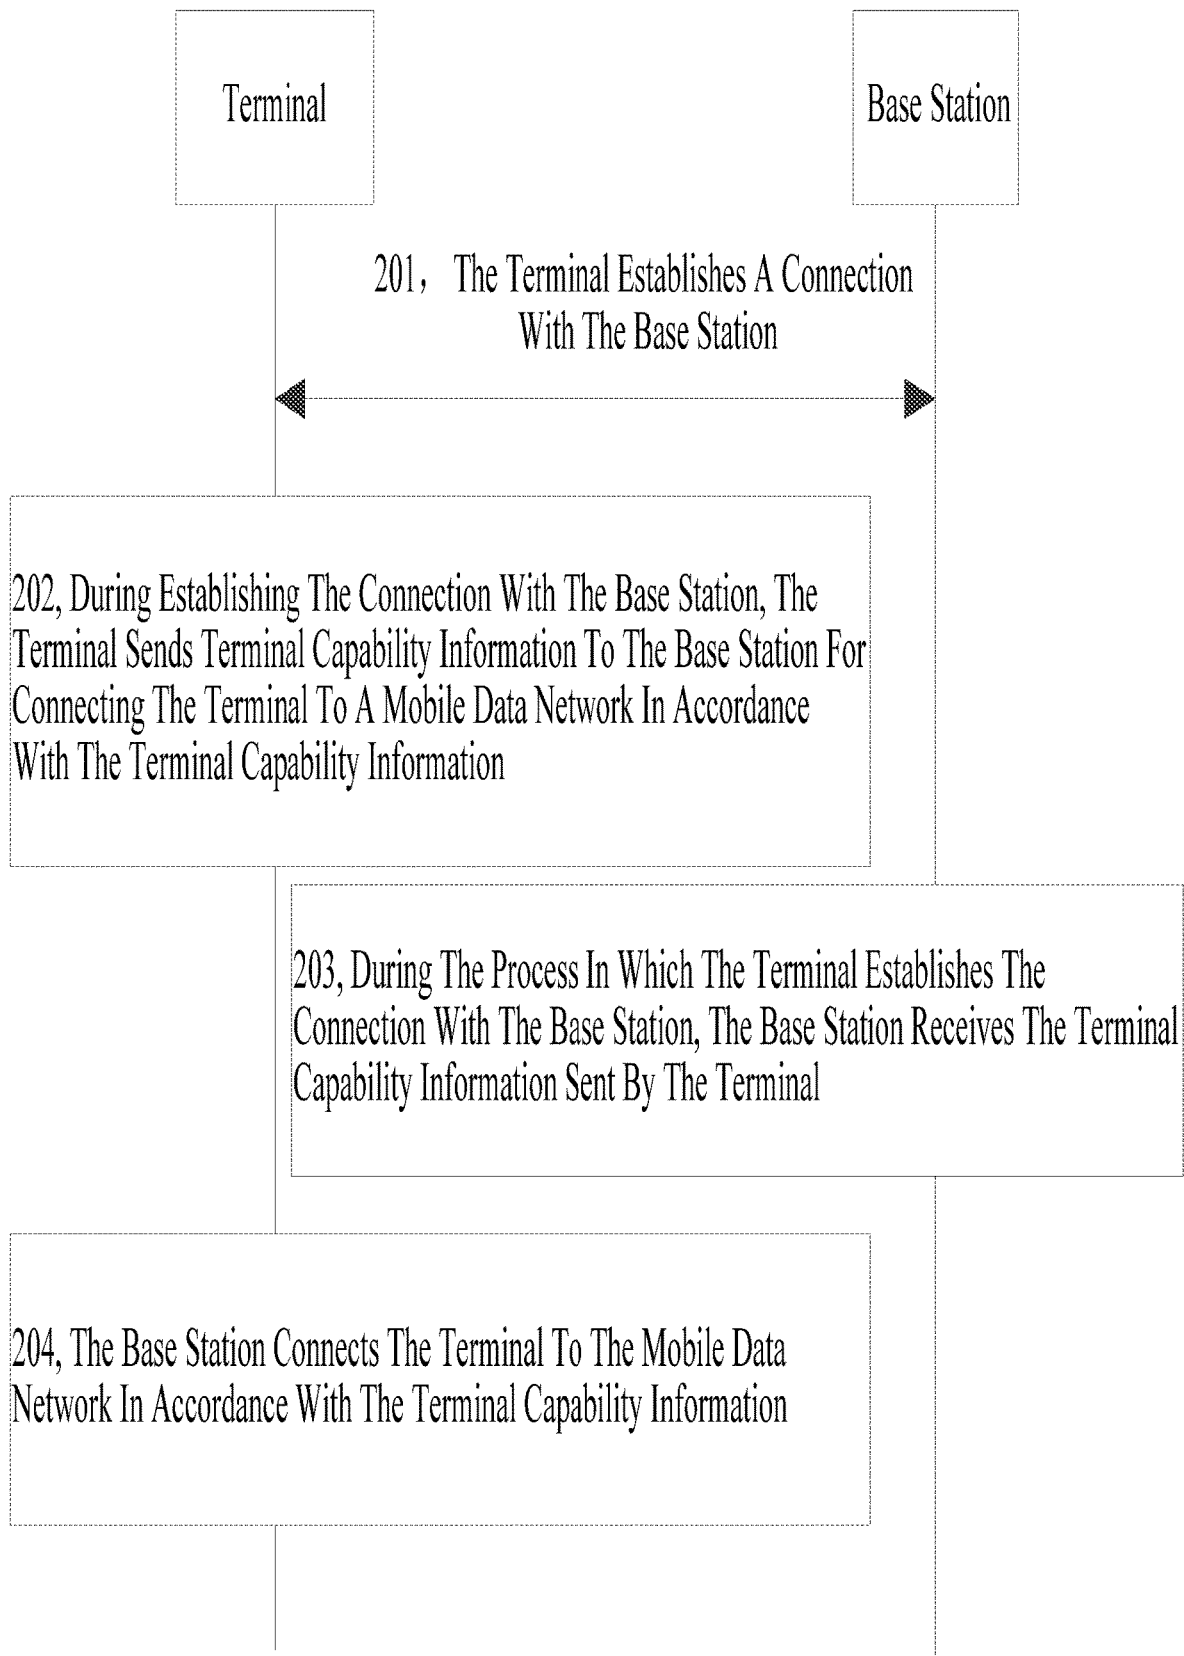 Terminal
Base Station
201， The Terminal Establishes A Connection
With The Base Station
202, During Establishing The Connection With The Base Station, The
Terminal Sends Terminal Capability Information To The Base Station For
Connecting The Terminal To A Mobile Data Network In Accordance
With The Terminal Capability Information
203, During The Process In Which The Terminal Establishes The
Connection With The Base Station, The Base Station Receives The Terminal
Capability Information Sent By The Terminal
204, The Base Station Connects The Terminal To The Mobile Data
Network In Accordance With The Terminal Capability Information